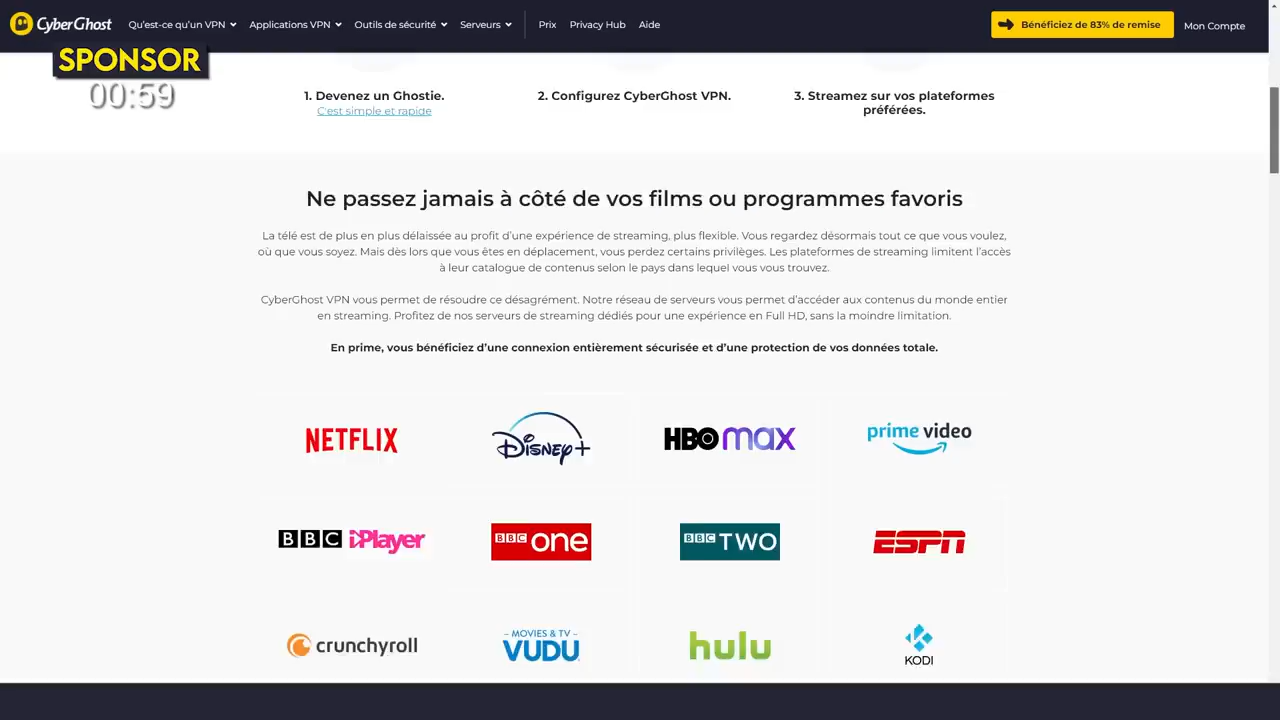 CyberGhost Qu'est-ce qu'un VPN Applications VPN Outils de sécurité Serveurs Prix Privacy Hub Aide Bénéficiez de 83% de remise Mon Compte
SPONSOR
00:59
1. Devenez un Ghostie.
C'est simple et rapide
2. Configurez CyberGhost VPN.
3. Streamez sur vos plateformes
préférées.
Ne passez jamais à côté de vos films ou programmes favoris
La télé est de plus en plus délaissée au profit d'une expérience de streaming, plus flexible. Vous regardez désormais tout ce que vous voulez,
où que vous soyez. Mais dès lors que vous êtes en déplacement, vous perdez certains privilèges. Les plateformes de streaming limitent l'accès
à leur catalogue de contenus selon le pays dans lequel vous vous trouvez.
CyberGhost VPN vous permet de résoudre ce désagrément. Notre réseau de serveurs vous permet d'accéder aux contenus du monde entier
en streaming. Profitez de nos serveurs de streaming dédiés pour une expérience en Full HD, sans la moindre limitation.
En prime, vous bénéficiez d'une connexion entièrement sécurisée et d'une protection de vos données totale.
NETFLIX Disney+ HBO max prime video
BBC iPlayer BBC one BBC TWO ESPN
crunchyroll MOVIES & TV VUDU hulu KODI